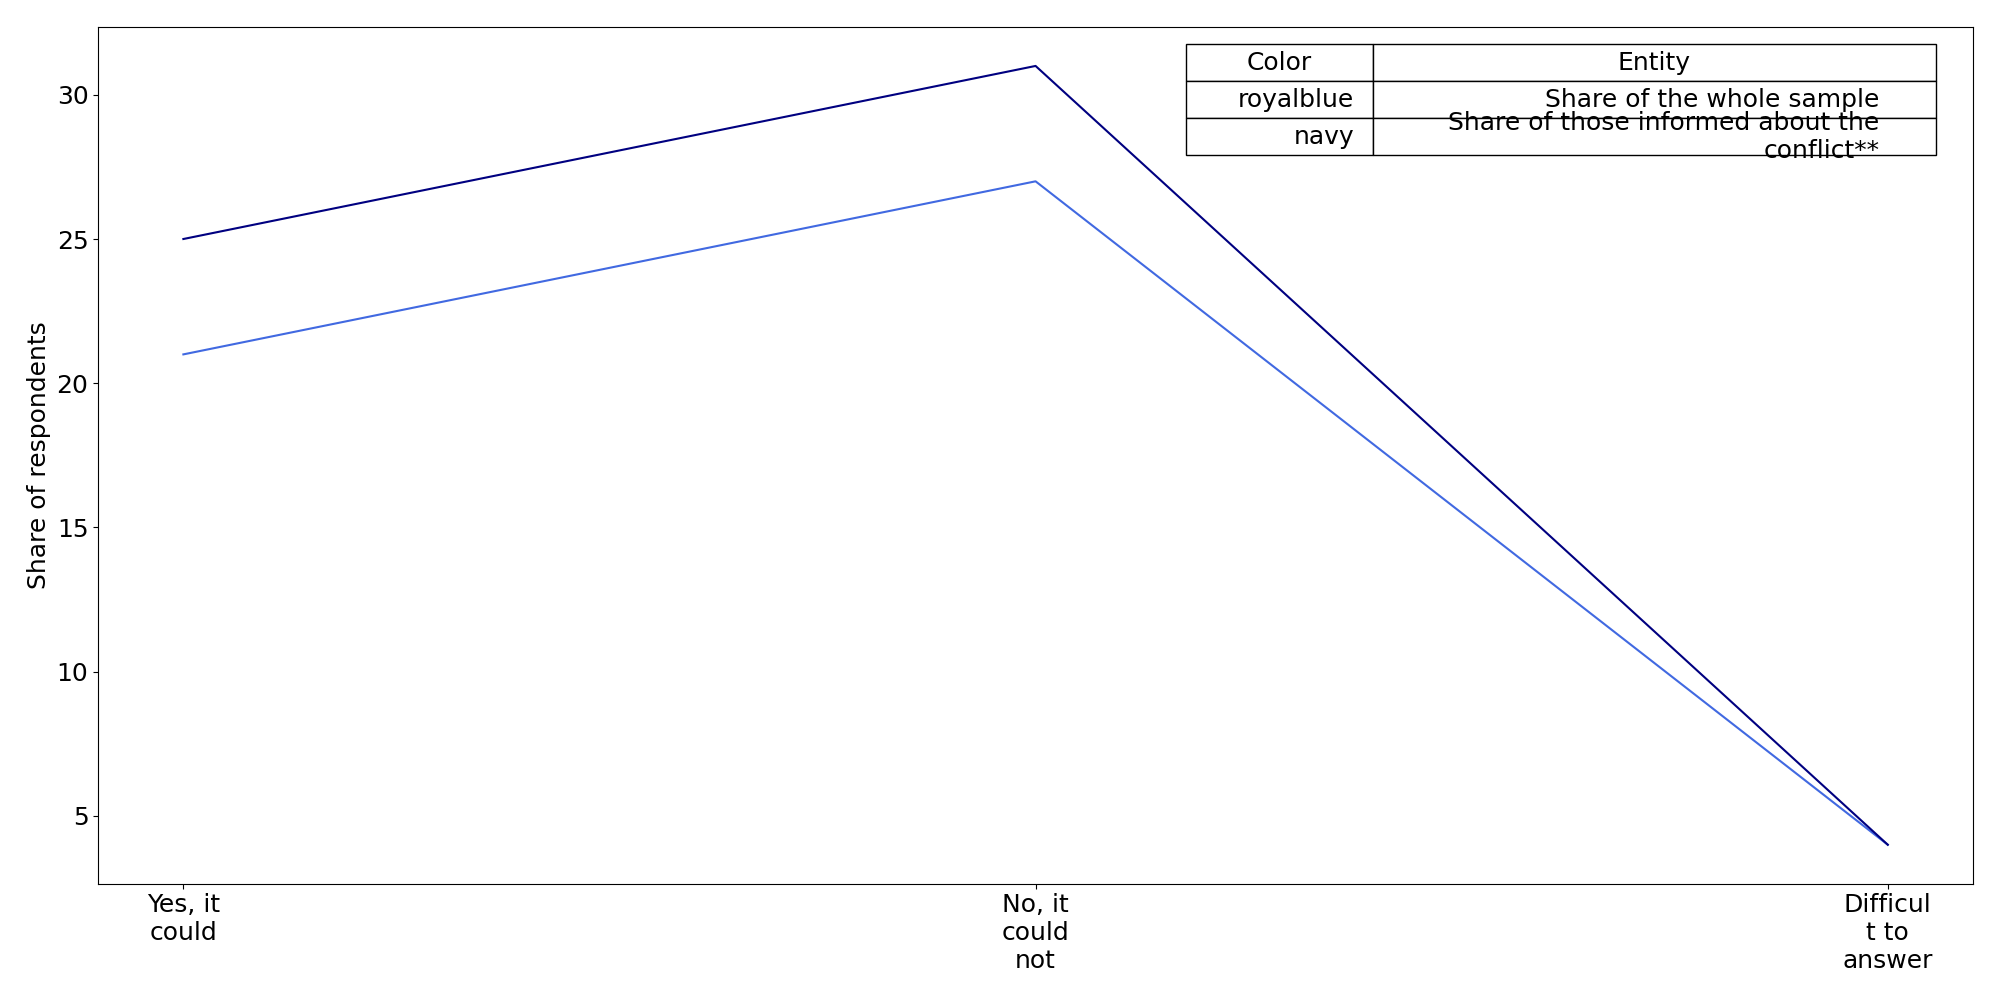 Color Entity
royalblue Share of the whole sample
navy Share of those informed about the
conflict**
Share of respondents
30
25
20
15
10
5
Yes, it
could
No, it
could
not
Difficul
t to
answer